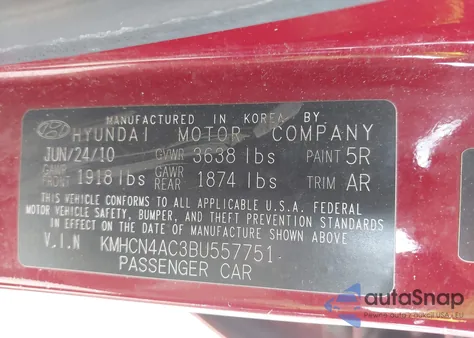 MANUFACTURED IN KOREA BY
HYUNDAI MOTOR COMPANY
JUN/24/10 GVWR 3638 lbs PAINT 5R
GAWR FRONT 1918 lbs GAWR REAR 1874 lbs TRIM AR
THIS VEHICLE CONFORMS TO ALL APPLICABLE U.S.A. FEDERAL
MOTOR VEHICLE SAFETY, BUMPER, AND THEFT PREVENTION STANDARDS
IN EFFECT ON THE DATE OF MANUFACTURE SHOWN ABOVE.
V.I.N KMHCN4AC3BU557751
PASSENGER CAR
autoSnap